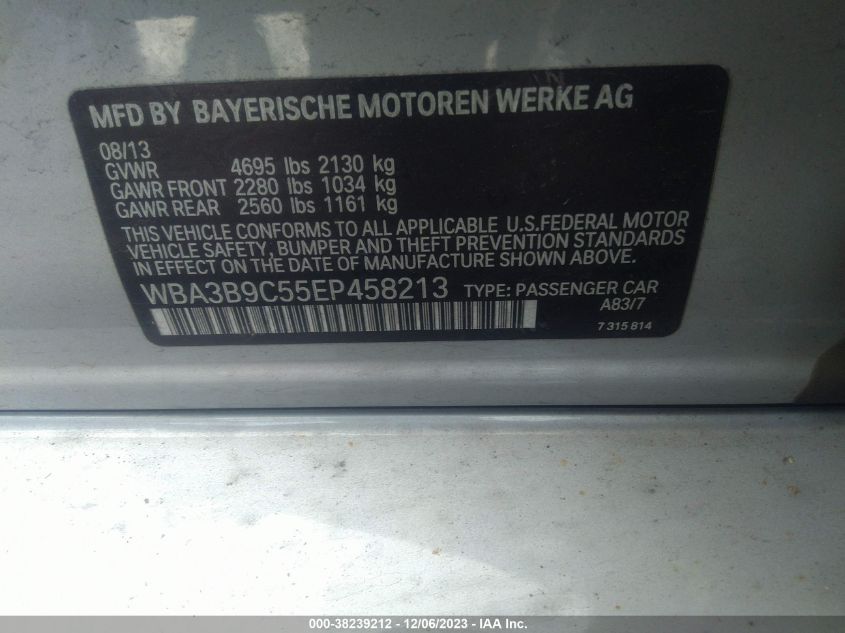 MFD BY BAYERISCHE MOTOREN WERKE AG
08/13
GVWR 4695 lbs 2130 kg
GAWR FRONT 2280 lbs 1034 kg
GAWR REAR 2560 lbs 1161 kg
THIS VEHICLE CONFORMS TO ALL APPLICABLE U.S.FEDERAL MOTOR
VEHICLE SAFETY, BUMPER AND THEFT PREVENTION STANDARDS
IN EFFECT ON THE DATE OF MANUFACTURE SHOWN ABOVE.
WBA3B9C55EP458213 TYPE: PASSENGER CAR
A83/7
7 315 814
000-38239212 - 12/06/2023 - IAA Inc.